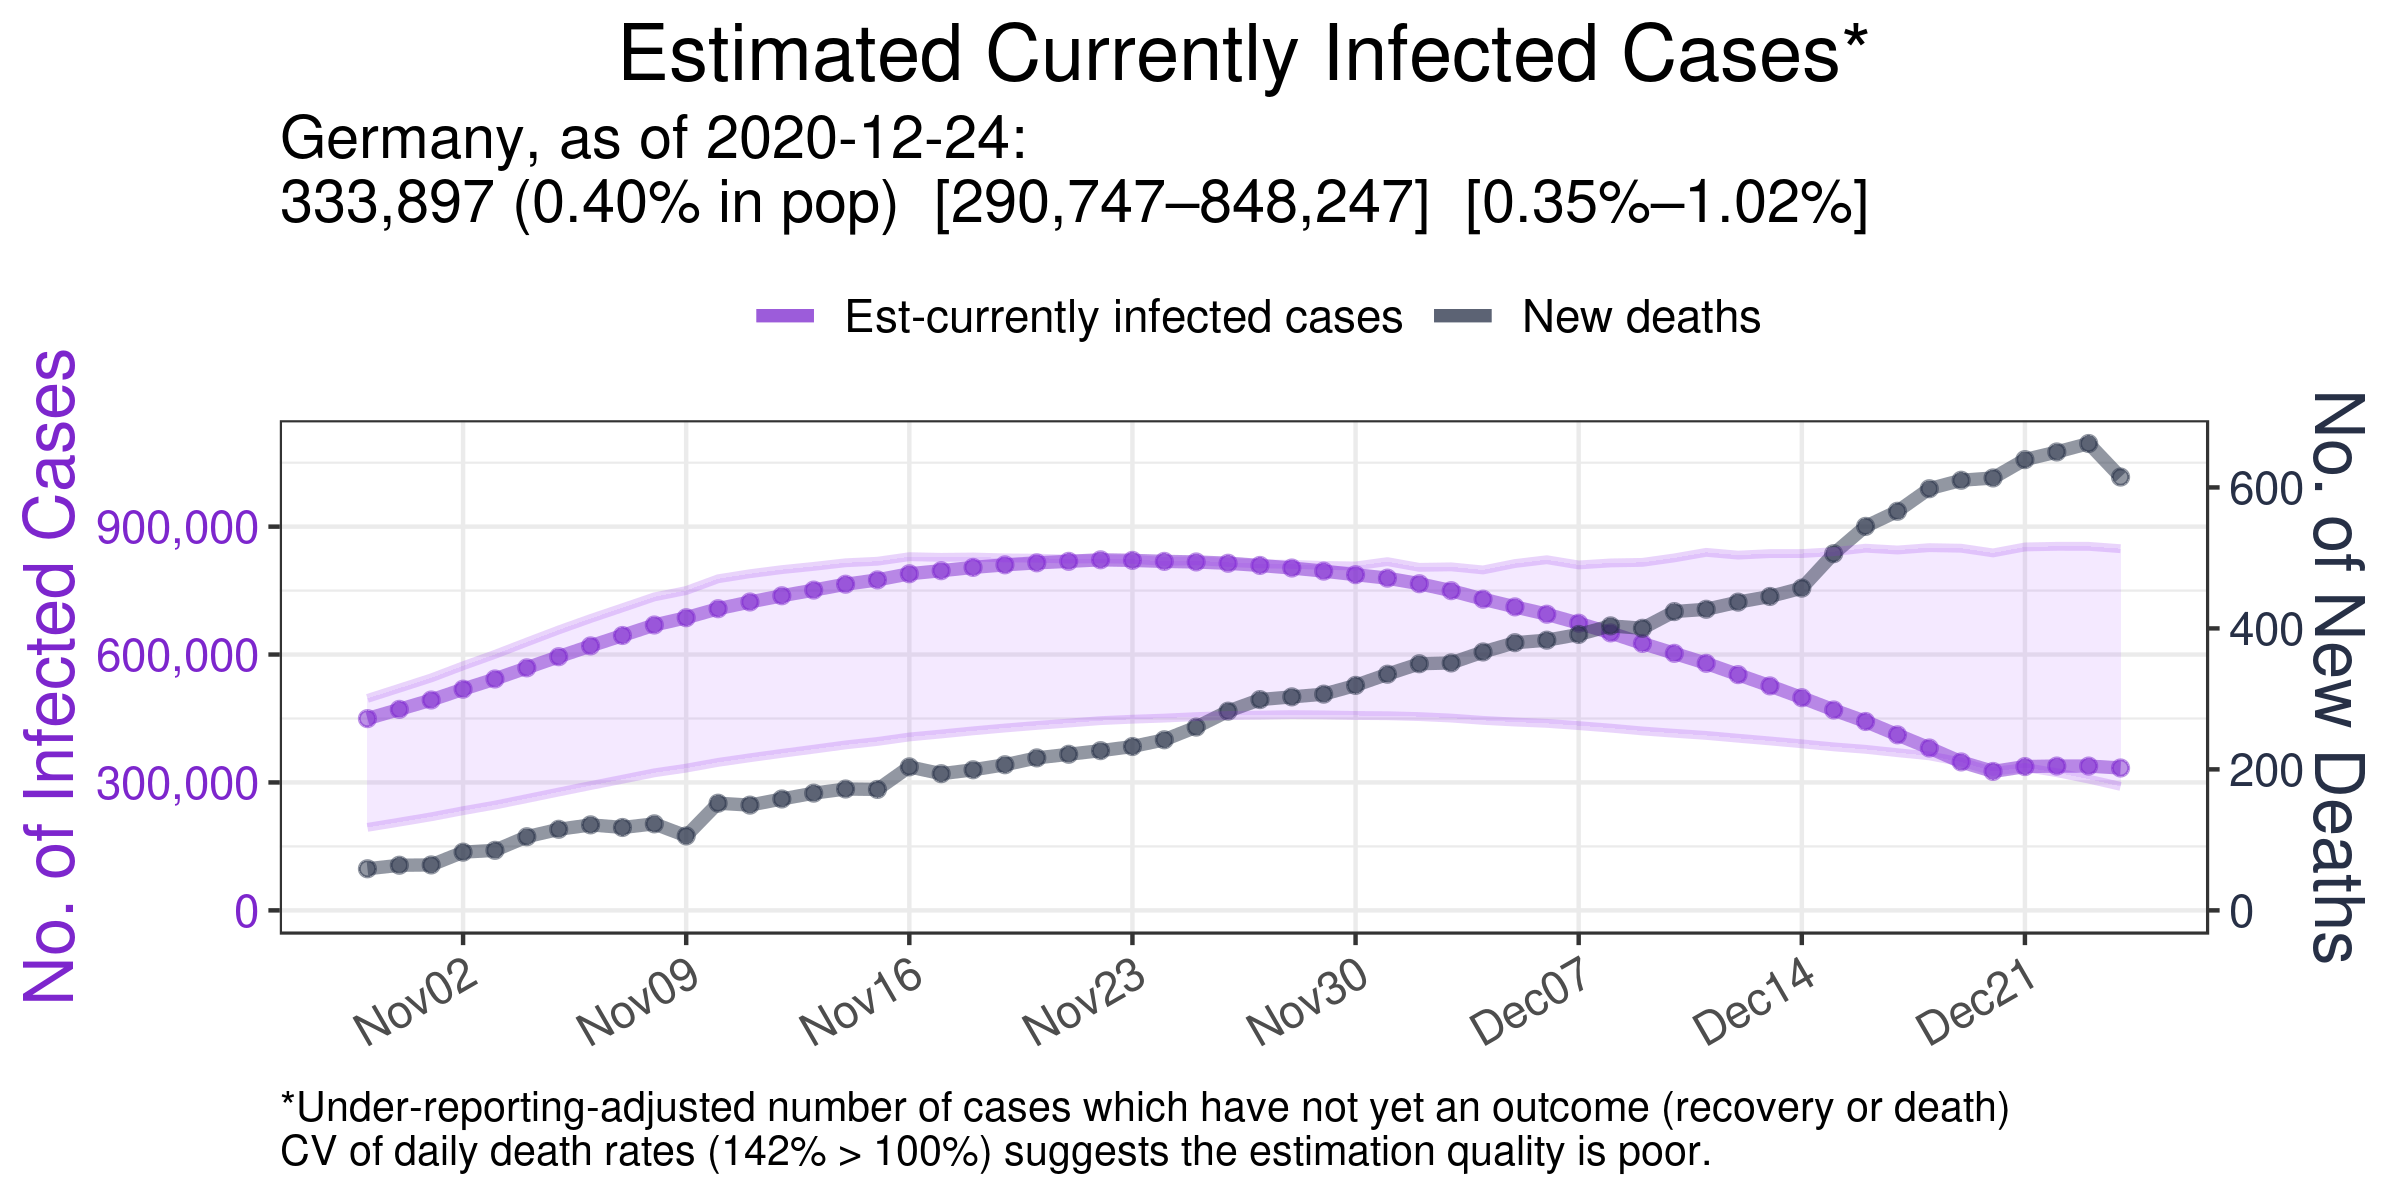 Estimated Currently Infected Cases*
Germany, as of 2020-12-24:
333,897 (0.40% in pop)  [290,747–848,247]  [0.35%–1.02%]
Est-currently infected cases
New deaths
No. of Infected Cases
900,000
600,000
300,000
0
600
400
200
0
No. of New Deaths
Nov02
Nov09
Nov16
Nov23
Nov30
Dec07
Dec14
Dec21
*Under-reporting-adjusted number of cases which have not yet an outcome (recovery or death)
CV of daily death rates (142% > 100%) suggests the estimation quality is poor.